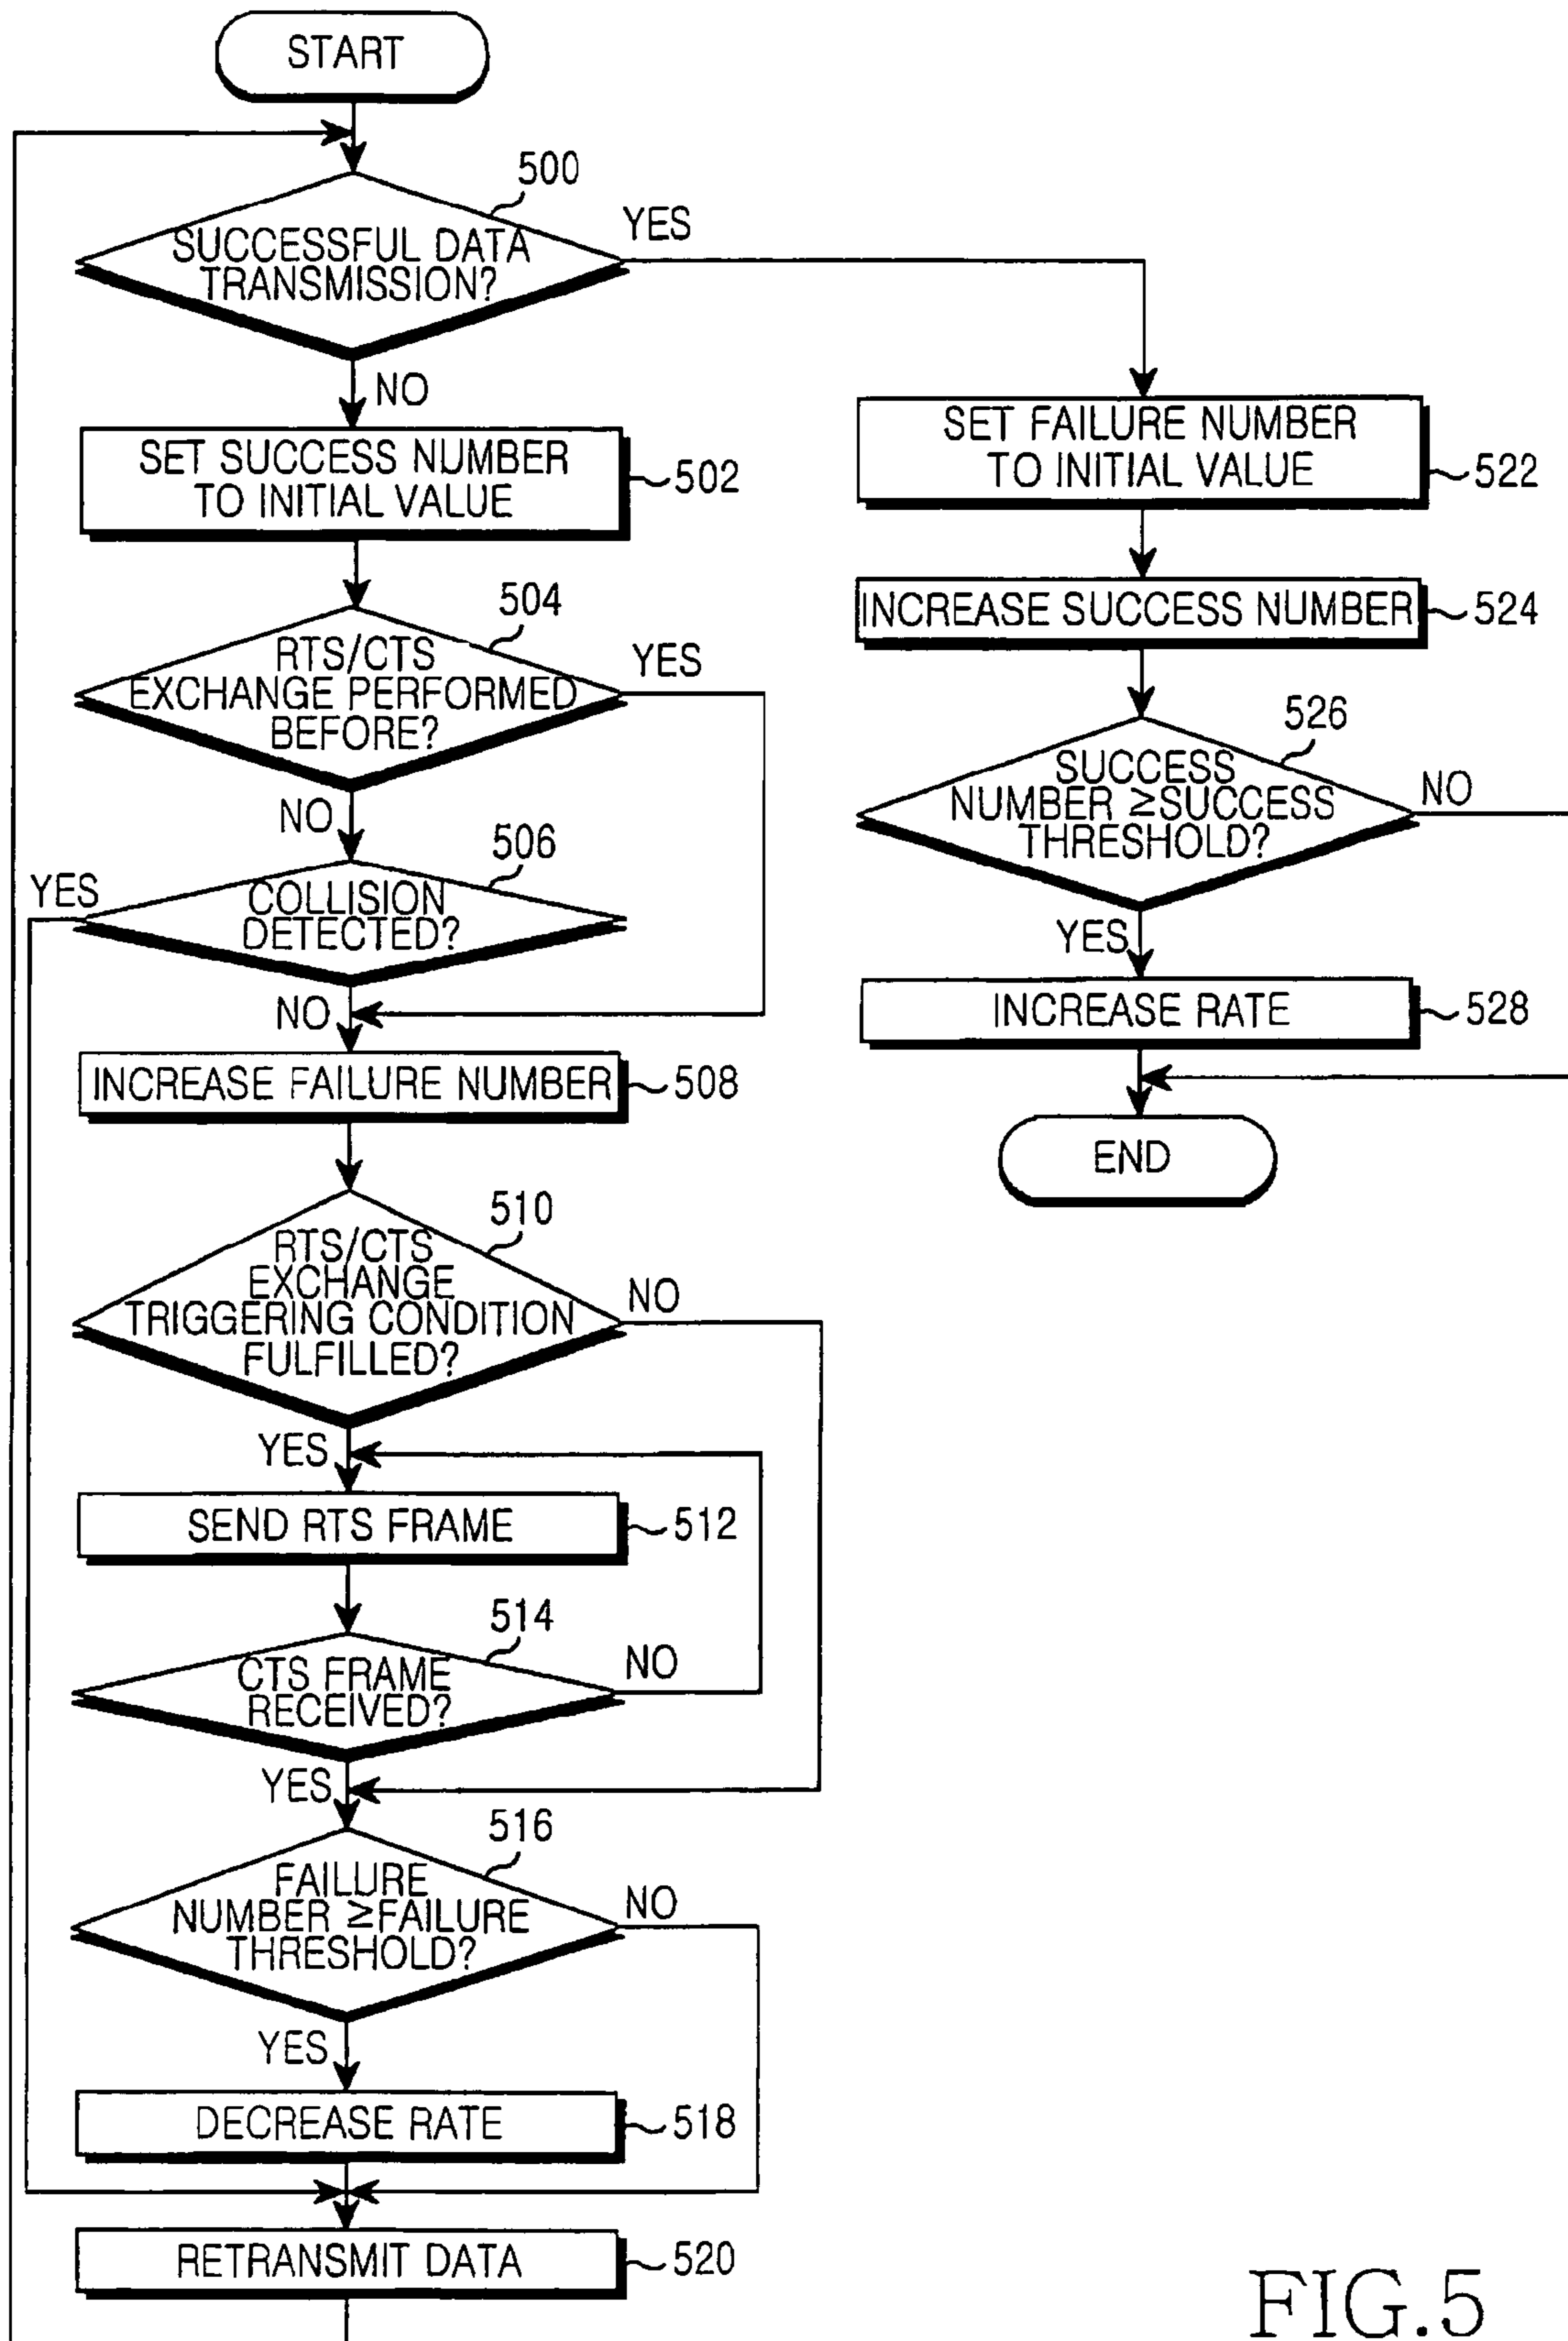 START
500
SUCCESSFUL DATA
TRANSMISSION?
YES
NO
SET SUCCESS NUMBER
TO INITIAL VALUE
502
504
RTS/CTS
EXCHANGE PERFORMED
BEFORE?
YES
NO
506
COLLISION
DETECTED?
YES
NO
INCREASE FAILURE NUMBER
508
510
RTS/CTS
EXCHANGE
TRIGGERING CONDITION
FULFILLED?
NO
YES
SEND RTS FRAME
512
514
CTS FRAME
RECEIVED?
NO
YES
516
FAILURE
NUMBER ≥FAILURE
THRESHOLD?
NO
YES
DECREASE RATE
518
RETRANSMIT DATA
520
SET FAILURE NUMBER
TO INITIAL VALUE
522
INCREASE SUCCESS NUMBER
524
526
SUCCESS
NUMBER ≥SUCCESS
THRESHOLD?
NO
YES
INCREASE RATE
528
END
FIG.5